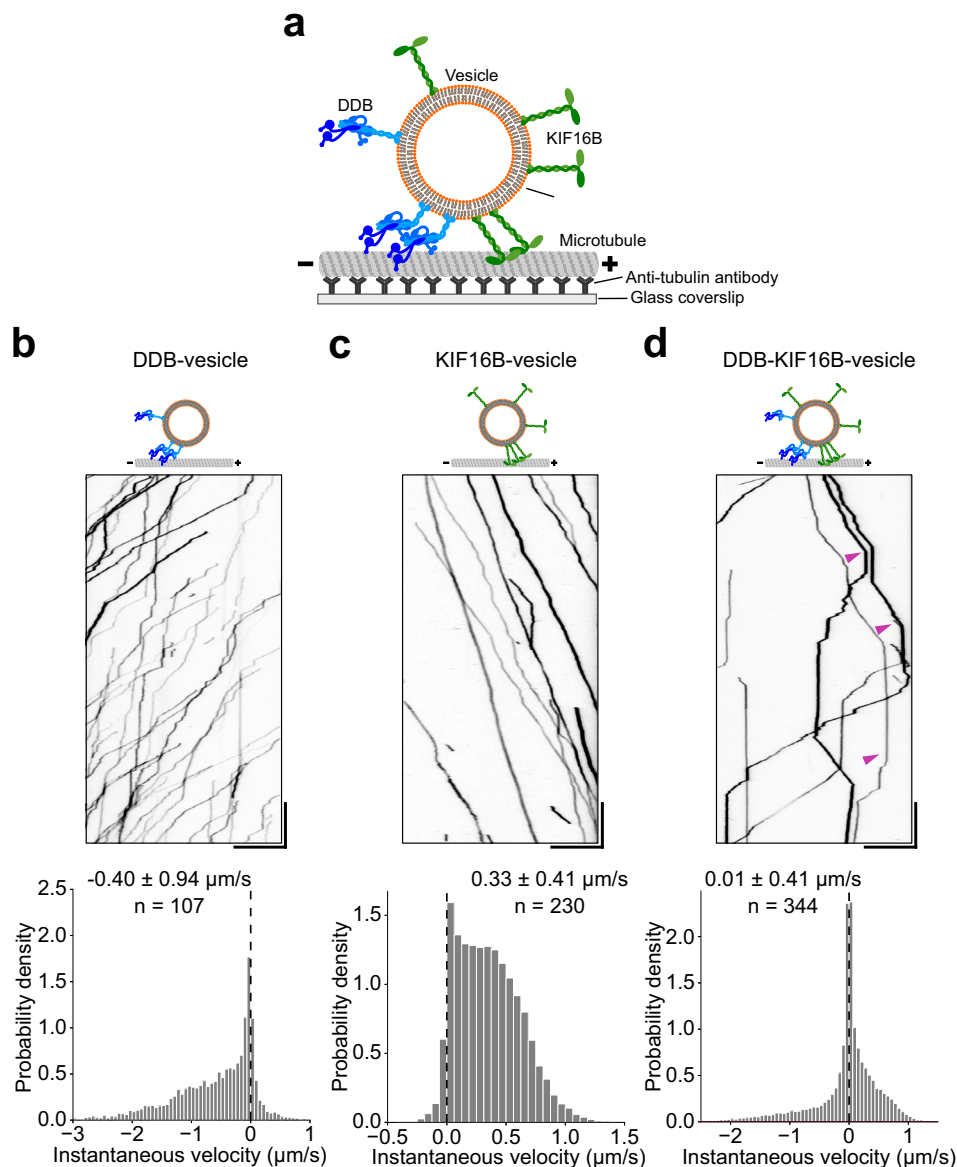 a
Vesicle
DDB
KIF16B
Microtubule
− +
Anti-tubulin antibody
Glass coverslip
b c d
DDB-vesicle KIF16B-vesicle DDB-KIF16B-vesicle
- + - + - +
-0.40 ± 0.94 µm/s
n = 107
2.5
2.0
1.5
1.0
0.5
0.0
Probability density
−3 −2 −1 0 1
Instantaneous velocity (µm/s)
0.33 ± 0.41 µm/s
n = 230
1.5
1.0
0.5
0.0
Probability density
−0.5 0.0 0.5 1.0 1.5
Instantaneous velocity (µm/s)
0.01 ± 0.41 µm/s
n = 344
2.0
1.5
1.0
0.5
0.0
Probability density
−2 −1 0 1
Instantaneous velocity (µm/s)